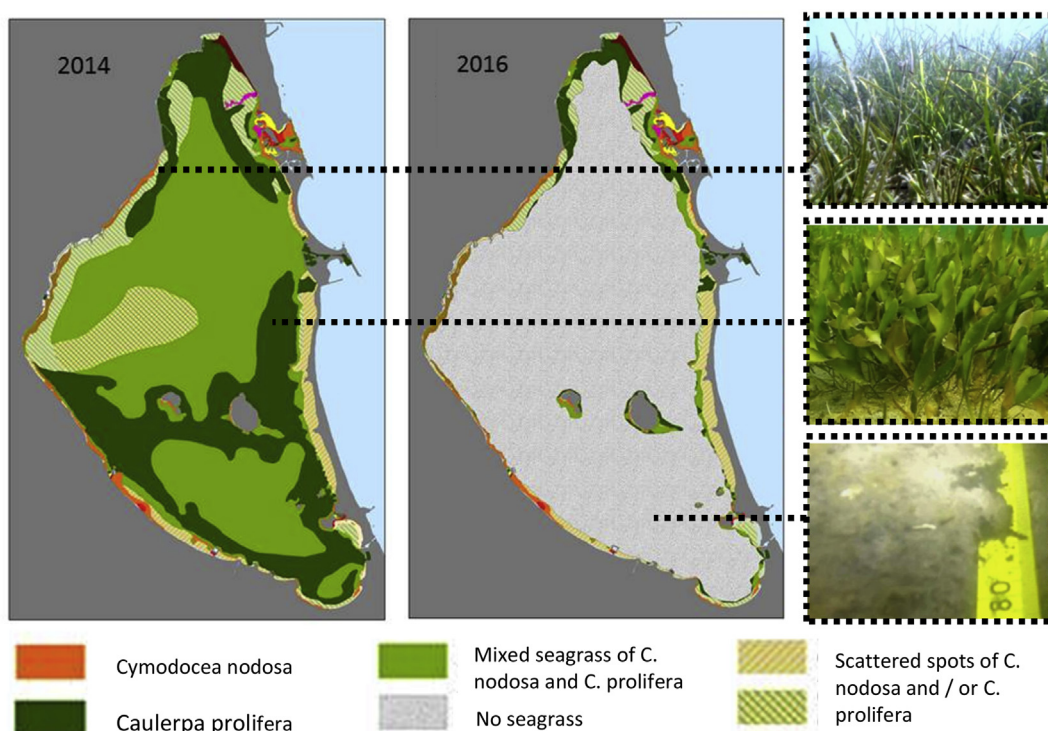 2014
2016
80
Cymodocea nodosa
Mixed seagrass of C.
nodosa and C. prolifera
Scattered spots of C.
nodosa and / or C.
prolifera
Caulerpa prolifera
No seagrass